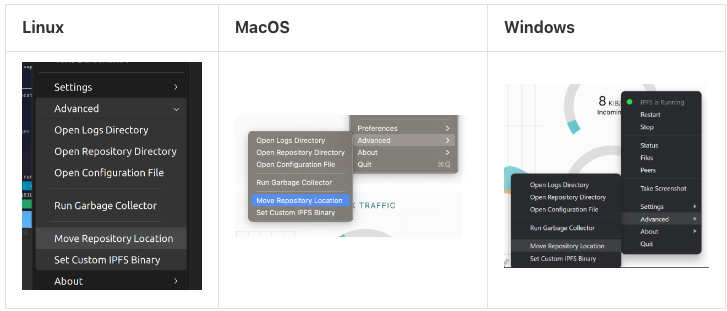 Linux
MacOS
Windows
Settings
Advanced
Open Logs Directory
Open Repository Directory
Open Configuration File
Run Garbage Collector
Move Repository Location
Set Custom IPFS Binary
About
Open Logs Directory
Open Repository Directory
Open Configuration File
Run Garbage Collector
Move Repository Location
Set Custom IPFS Binary
Preferences
Advanced
About
Quit ⌘Q
K TRAFFIC
8 KiB
Incomin
IPFS is Running
Restart
Stop
Status
Files
Peers
Take Screenshot
Settings
Advanced
About
Quit
Open Logs Directory
Open Repository Directory
Open Configuration File
Run Garbage Collector
Move Repository Location
Set Custom IPFS Binary